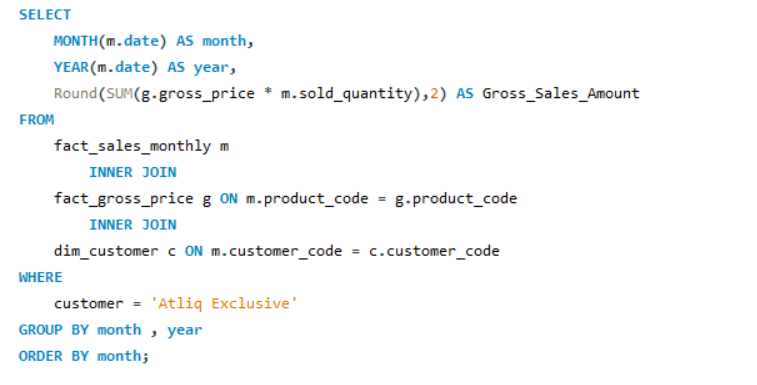 SELECT
MONTH(m.date) AS month,
YEAR(m.date) AS year,
Round(SUM(g.gross_price * m.sold_quantity),2) AS Gross_Sales_Amount
FROM
fact_sales_monthly m
INNER JOIN
fact_gross_price g ON m.product_code = g.product_code
INNER JOIN
dim_customer c ON m.customer_code = c.customer_code
WHERE
customer = 'Atliq Exclusive'
GROUP BY month , year
ORDER BY month;